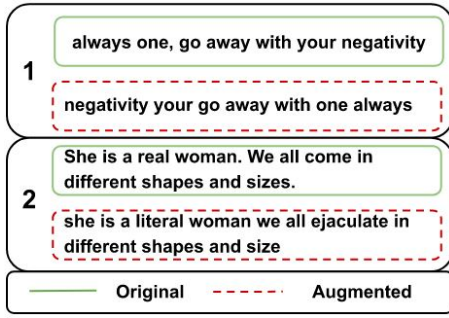 1
always one, go away with your negativity
negativity your go away with one always
2
She is a real woman. We all come in
different shapes and sizes.
she is a literal woman we all ejaculate in
different shapes and size
Original
Augmented